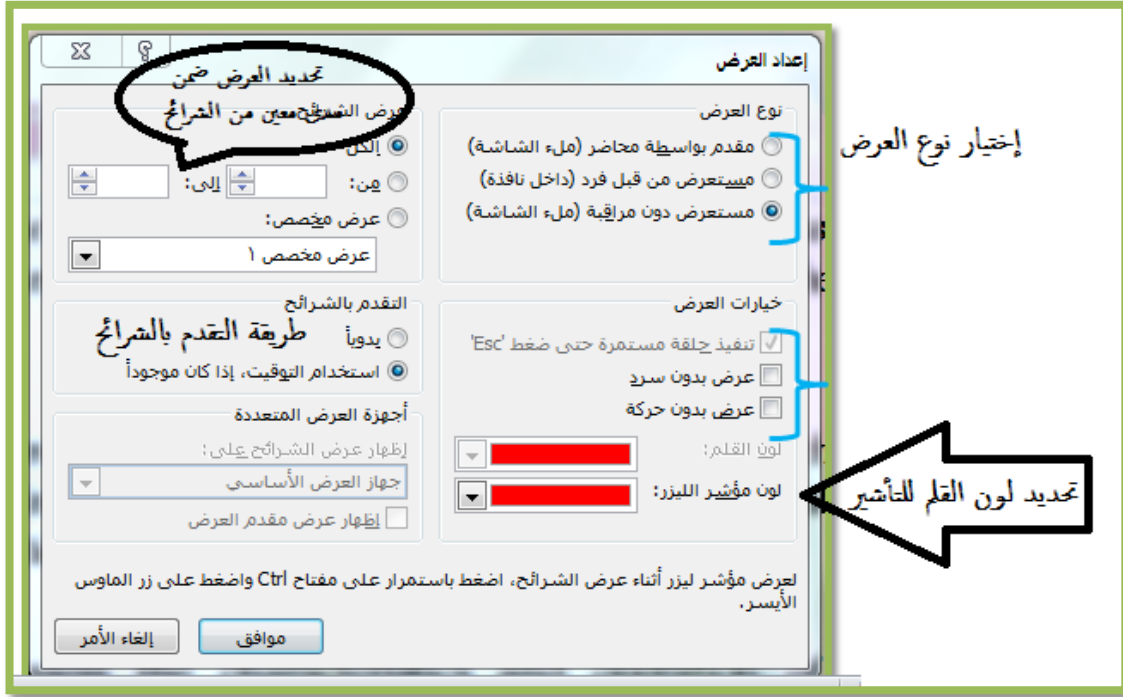 إعداد العرض
تحديد العرض ضمن
مدى معين من الشرائح
نوع العرض
مقدم بواسطة محاضر (ملء الشاشة)
مستعرض من قبل فرد (داخل نافذة)
مستعرض دون مراقبة (ملء الشاشة)
إختيار نوع العرض
عرض الشرائح
الكل
من: إلى:
عرض مخصص:
عرض مخصص ١
خيارات العرض
تنفيذ حلقة مستمرة حتى ضغط 'Esc'
عرض بدون سرد
عرض بدون حركة
لون القلم:
لون مؤشر الليزر:
تحديد لون القلم للتأشير
التقدم بالشرائح
يدوياً
طريقة التقدم بالشرائح
استخدام التوقيت، إذا كان موجوداً
أجهزة العرض المتعددة
إظهار عرض الشرائح على:
جهاز العرض الأساسي
إظهار عرض مقدم العرض
لعرض مؤشر ليزر أثناء عرض الشرائح، اضغط باستمرار على مفتاح Ctrl واضغط على زر الماوس
الأيسر.
موافق
إلغاء الأمر